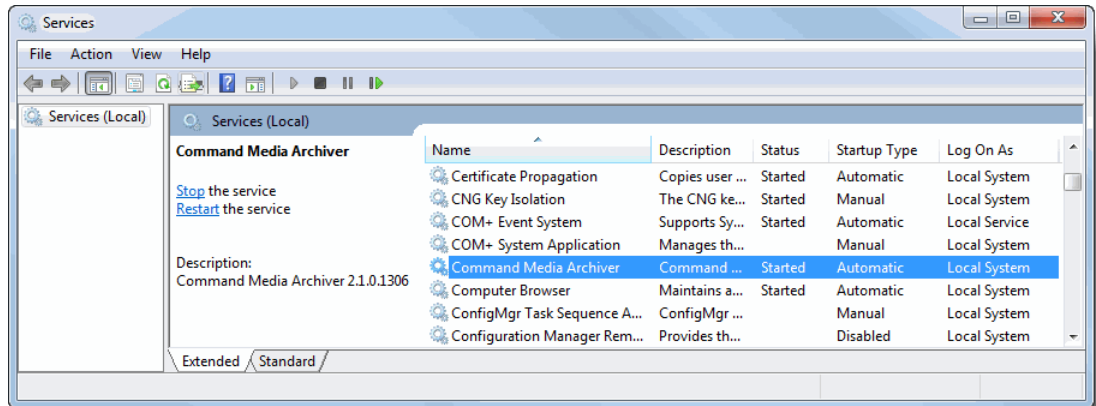 Services
File Action View Help
Services (Local)
Services (Local)
Command Media Archiver
Stop the service
Restart the service
Description:
Command Media Archiver 2.1.0.1306
Name Description Status Startup Type Log On As
Certificate Propagation Copies user ... Started Automatic Local System
CNG Key Isolation The CNG ke... Started Manual Local System
COM+ Event System Supports Sy... Started Automatic Local Service
COM+ System Application Manages th... Manual Local System
Command Media Archiver Command ... Started Automatic Local System
Computer Browser Maintains a... Started Automatic Local System
ConfigMgr Task Sequence A... ConfigMgr ... Manual Local System
Configuration Manager Rem... Provides th... Disabled Local System
Extended Standard